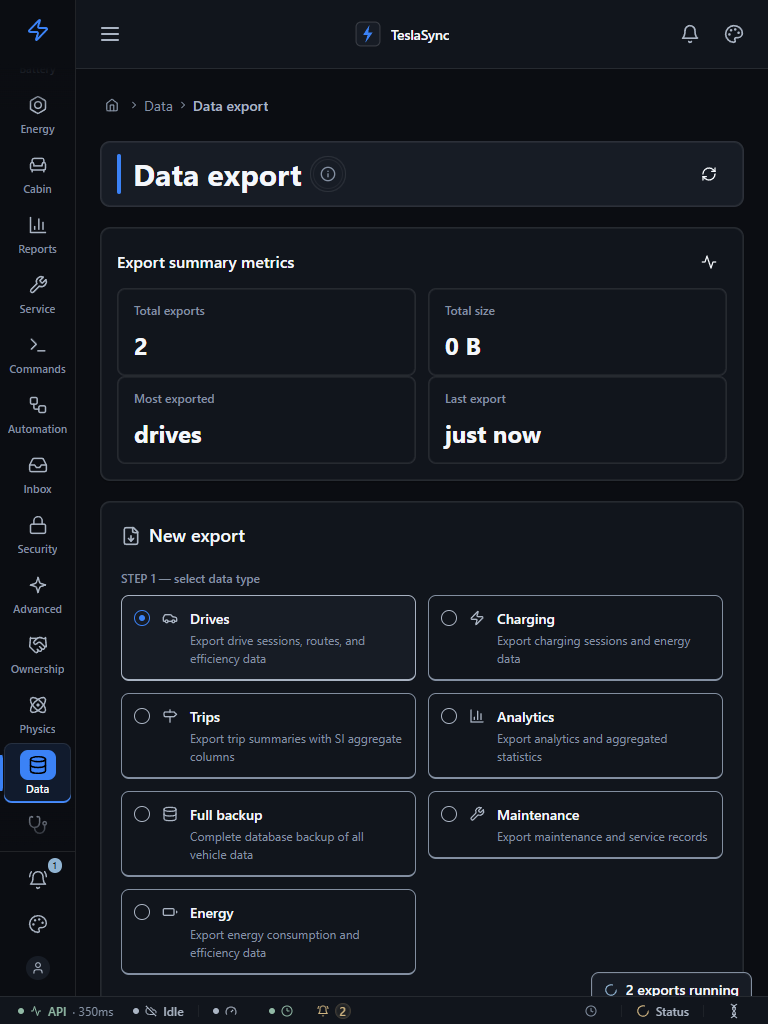 TeslaSync
Battery
Energy
Cabin
Reports
Service
Commands
Automation
Inbox
Security
Advanced
Ownership
Physics
Data
1
Data
Data export
Data export
Export summary metrics
Total exports
2
Total size
0 B
Most exported
drives
Last export
just now
New export
STEP 1 — select data type
Drives
Export drive sessions, routes, and
efficiency data
Charging
Export charging sessions and energy
data
Trips
Export trip summaries with SI aggregate
columns
Analytics
Export analytics and aggregated
statistics
Full backup
Complete database backup of all
vehicle data
Maintenance
Export maintenance and service records
Energy
Export energy consumption and
efficiency data
2 exports running
API · 350ms
Idle
2
Status